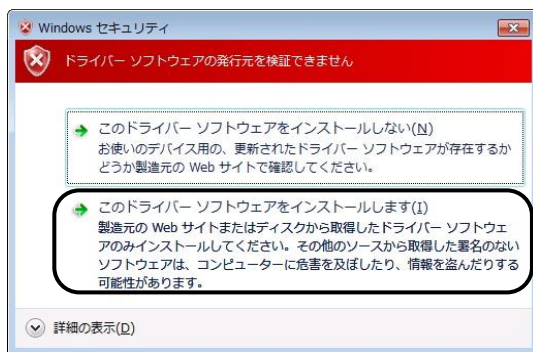 Windows セキュリティ
ドライバー ソフトウェアの発行元を検証できません
このドライバー ソフトウェアをインストールしない(N)
お使いのデバイス用の、更新されたドライバー ソフトウェアが存在するか
どうか製造元の Web サイトで確認してください。
このドライバー ソフトウェアをインストールします(I)
製造元の Web サイトまたはディスクから取得したドライバー ソフトウェ
アのみインストールしてください。その他のソースから取得した署名のない
ソフトウェアは、コンピューターに危害を及ぼしたり、情報を盗んだりする
可能性があります。
詳細の表示(D)